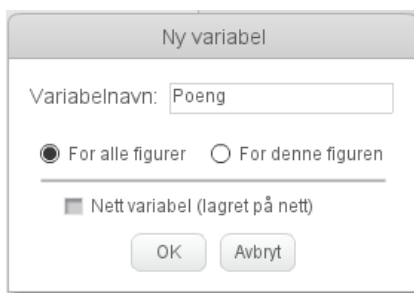 Ny variabel
Variabelnavn: Poeng
For alle figurer For denne figuren
Nett variabel (lagret på nett)
OK Avbryt